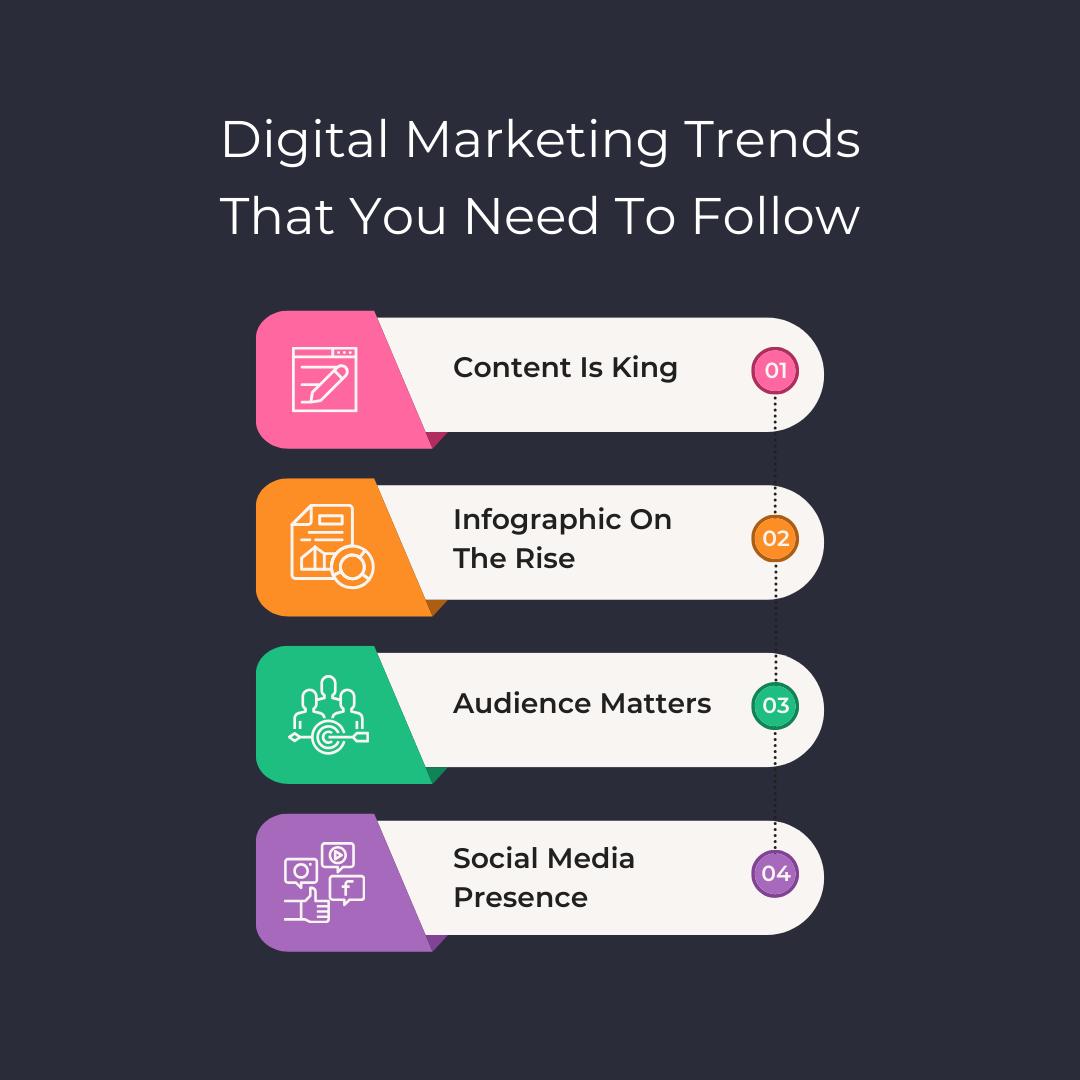 Digital Marketing Trends
That You Need To Follow
Content Is King
01
Infographic On
The Rise
02
Audience Matters
03
Social Media
Presence
04